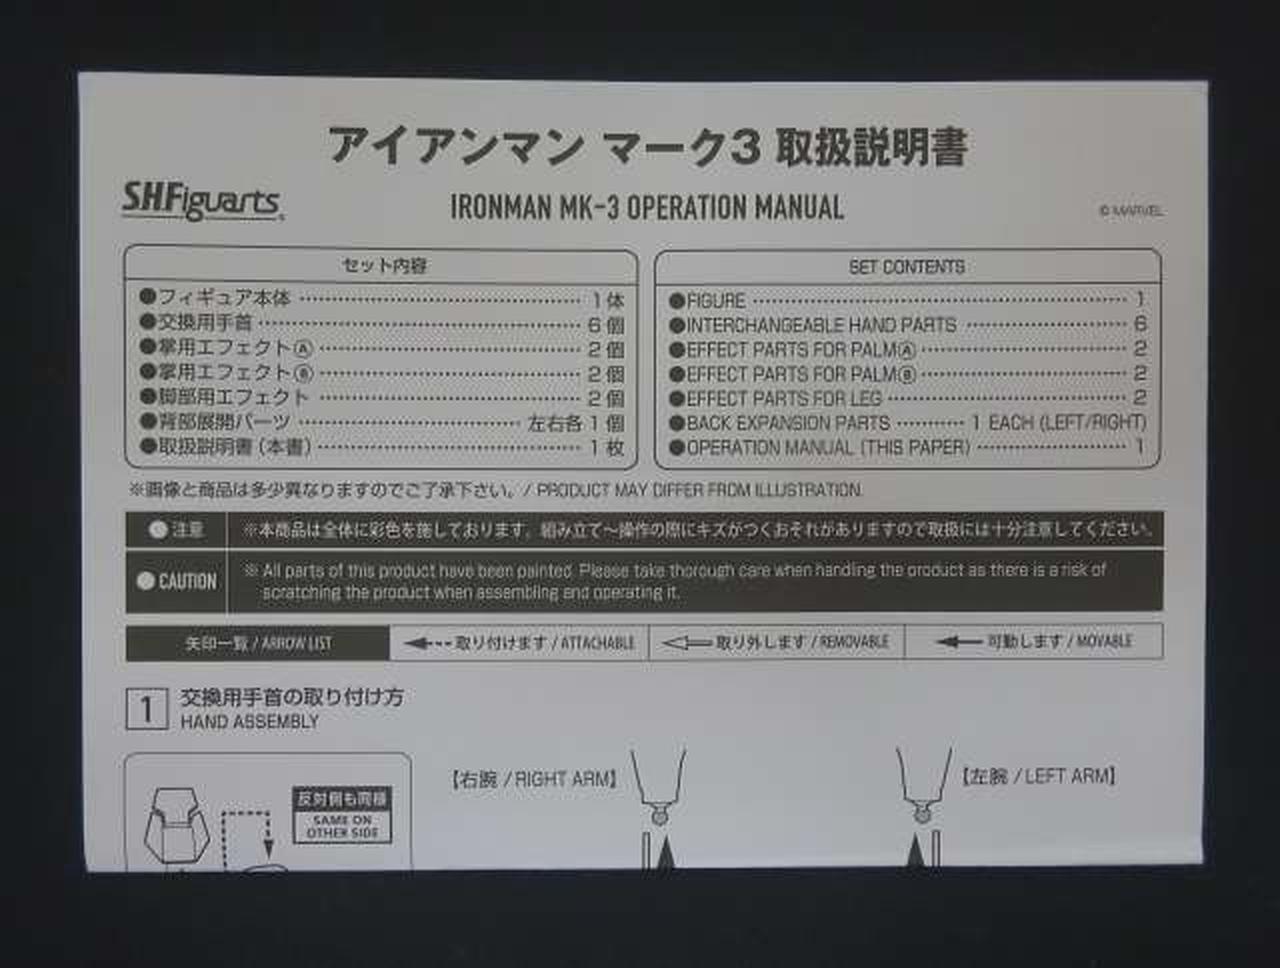 アイアンマン マーク3 取扱説明書
S.H.Figuarts
IRONMAN MK-3 OPERATION MANUAL
© MARVEL
セット内容
●フィギュア本体 1体
●交換用手首 6個
●掌用エフェクトⒶ 2個
●掌用エフェクトⒷ 2個
●脚部用エフェクト 2個
●背部展開パーツ 左右各1個
●取扱説明書(本書) 1枚
SET CONTENTS
●FIGURE 1
●INTERCHANGEABLE HAND PARTS 6
●EFFECT PARTS FOR PALMⒶ 2
●EFFECT PARTS FOR PALMⒷ 2
●EFFECT PARTS FOR LEG 2
●BACK EXPANSION PARTS 1 EACH (LEFT/RIGHT)
●OPERATION MANUAL (THIS PAPER) 1
※画像と商品は多少異なりますのでご了承下さい。/ PRODUCT MAY DIFFER FROM ILLUSTRATION.
●注意 ※本商品は全体に彩色を施しております。組み立て〜操作の際にキズがつくおそれがありますので取扱には十分注意してください。
●CAUTION ※ All parts of this product have been painted. Please take thorough care when handling the product as there is a risk of
scratching the product when assembling and operating it.
矢印一覧 / ARROW LIST 取り付けます / ATTACHABLE 取り外します / REMOVABLE 可動します / MOVABLE
1 交換用手首の取り付け方
HAND ASSEMBLY
反対側も同様
SAME ON
OTHER SIDE
【右腕 / RIGHT ARM】
【左腕 / LEFT ARM】